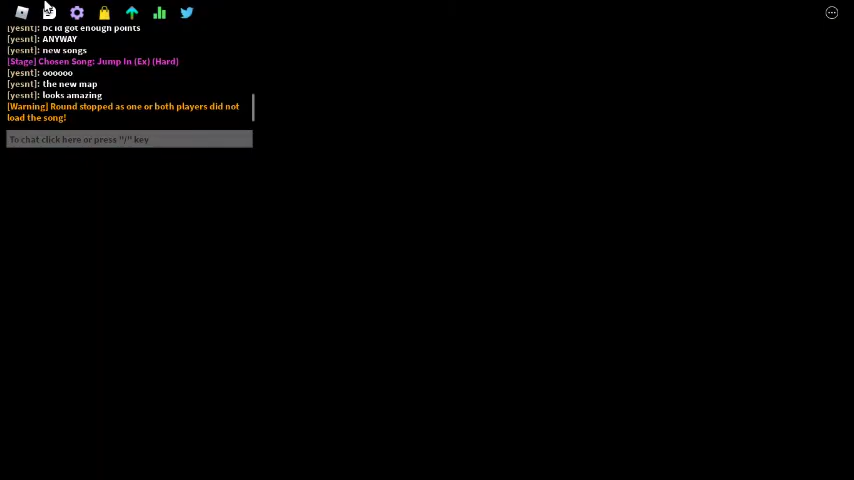 [yesnt]: bc id got enough points
[yesnt]: ANYWAY
[yesnt]: new songs
[Stage] Chosen Song: Jump In (Ex) (Hard)
[yesnt]: oooooo
[yesnt]: the new map
[yesnt]: looks amazing
[Warning] Round stopped as one or both players did not
load the song!
To chat click here or press "/" key